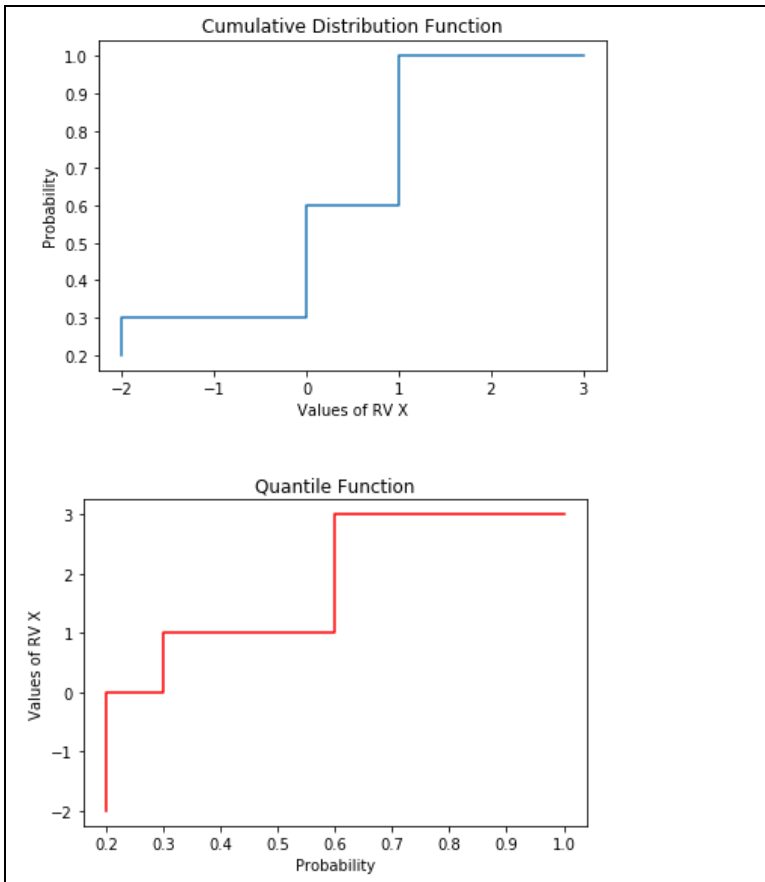 Cumulative Distribution Function
1.0
0.9
0.8
0.7
0.6
0.5
0.4
0.3
0.2
Probability
−2 −1 0 1 2 3
Values of RV X
Quantile Function
3
2
1
0
−1
−2
Values of RV X
0.2 0.3 0.4 0.5 0.6 0.7 0.8 0.9 1.0
Probability